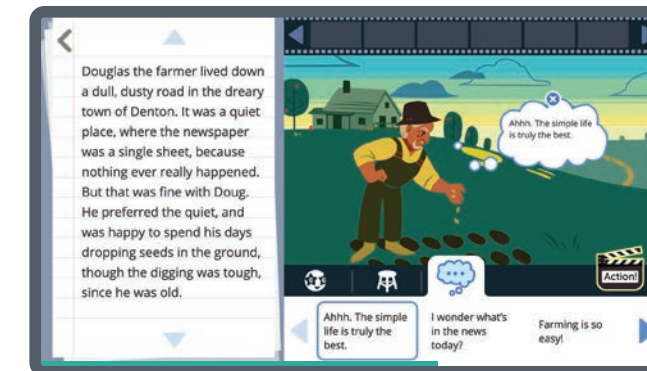 Douglas the farmer lived down
a dull, dusty road in the dreary
town of Denton. It was a quiet
place, where the newspaper
was a single sheet, because
nothing ever really happened.
But that was fine with Doug.
He preferred the quiet, and
was happy to spend his days
dropping seeds in the ground,
though the digging was tough,
since he was old.
Ahhh. The simple life
is truly the best.
Action!
Ahhh. The simple
life is truly the
best.
I wonder what's
in the news
today?
Farming is so
easy!